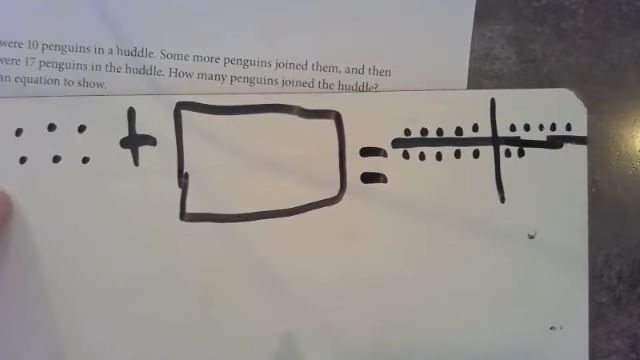 were 10 penguins in a huddle. Some more penguins joined them, and then
were 17 penguins in the huddle. How many penguins joined the huddle?
an equation to show.
+ =